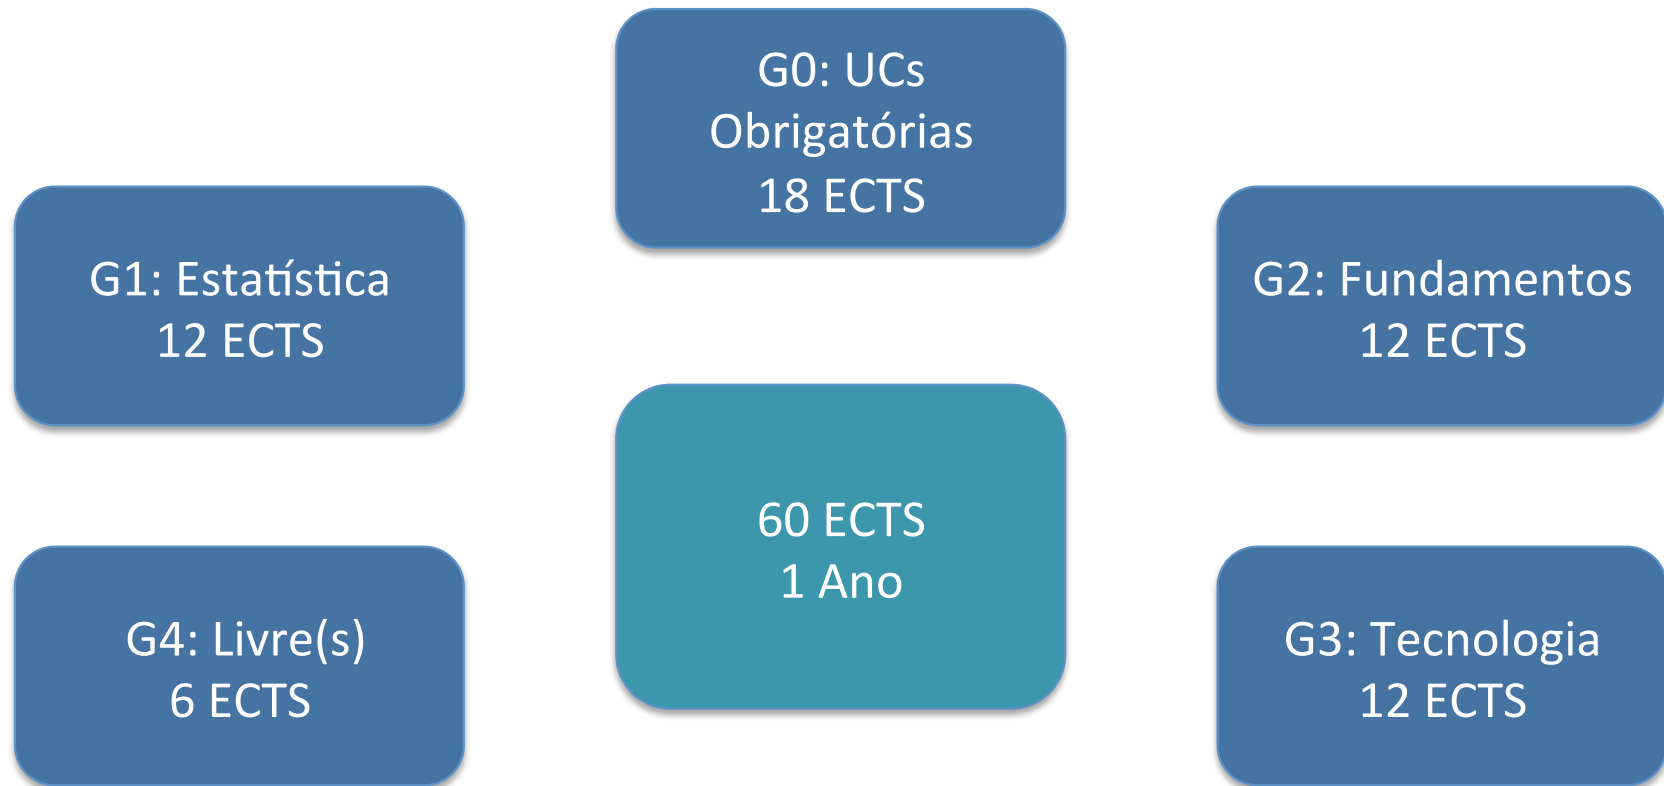 G0: UCs
Obrigatórias
18 ECTS
G1: Estatística
12 ECTS
G2: Fundamentos
12 ECTS
60 ECTS
1 Ano
G4: Livre(s)
6 ECTS
G3: Tecnologia
12 ECTS